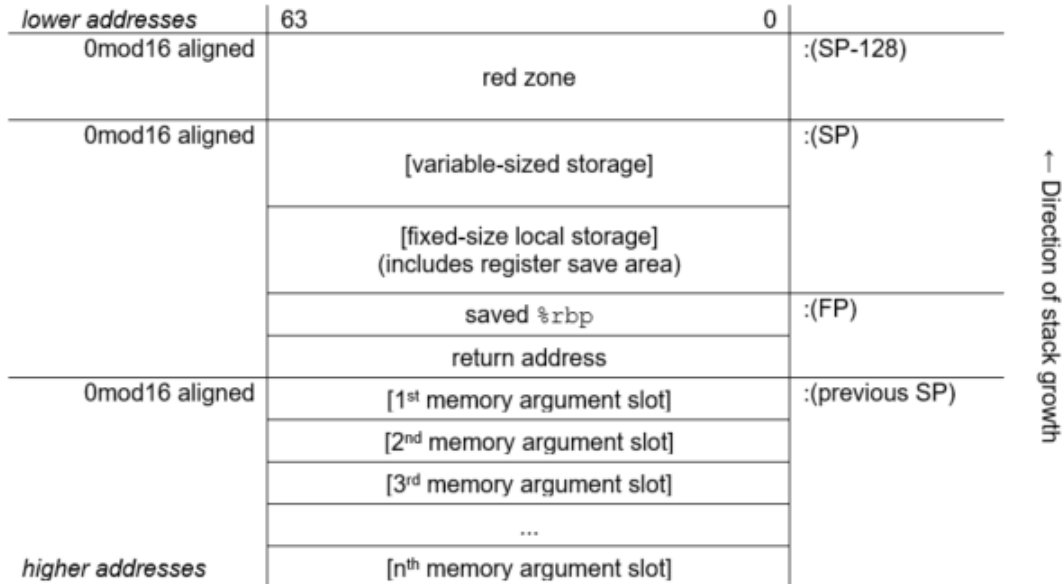 lower addresses 63 0
0mod16 aligned :(SP-128)
red zone
0mod16 aligned :(SP)
[variable-sized storage]
[fixed-size local storage]
(includes register save area)
saved %rbp :(FP)
return address
0mod16 aligned [1st memory argument slot] :(previous SP)
[2nd memory argument slot]
[3rd memory argument slot]
...
higher addresses [nth memory argument slot]
← Direction of stack growth